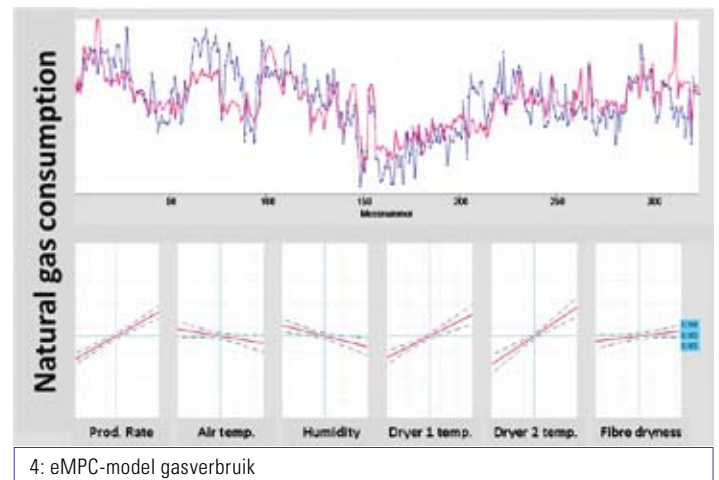 Natural gas consumption
50 100 150 200 250 300
Messnummer
Prod. Rate Air temp. Humidity Dryer 1 temp. Dryer 2 temp. Fibre dryness
4: eMPC-model gasverbruik